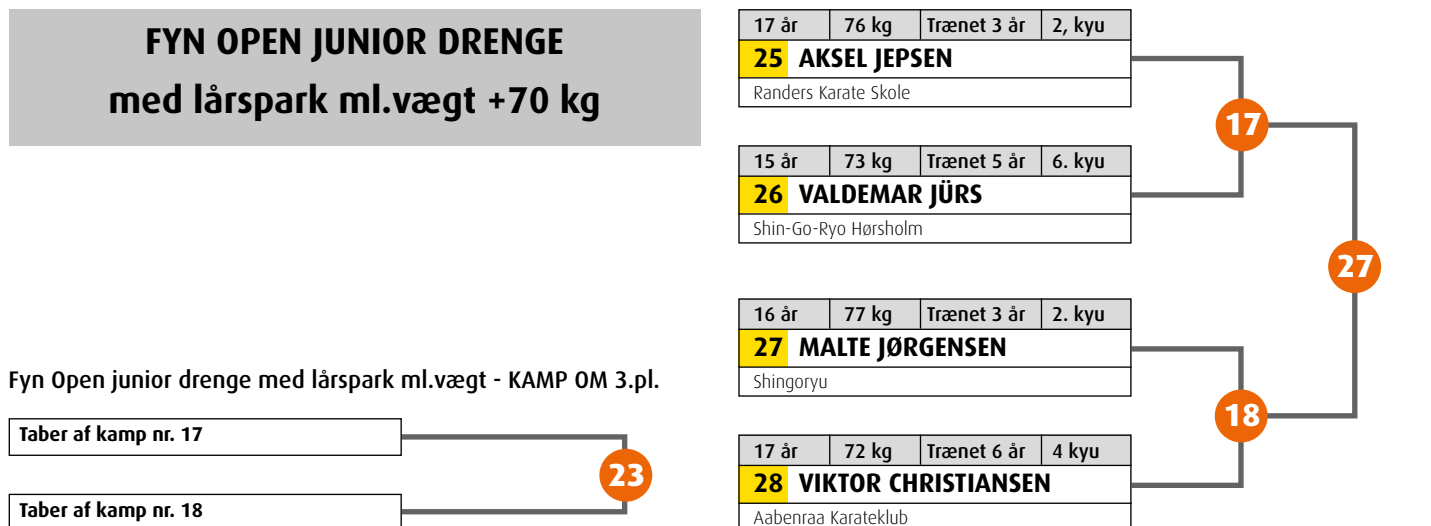 FYN OPEN JUNIOR DRENGE
med lårspark ml.vægt +70 kg
17 år 76 kg Trænet 3 år 2, kyu
25 AKSEL JEPSEN
Randers Karate Skole
17
15 år 73 kg Trænet 5 år 6. kyu
26 VALDEMAR JÜRS
Shin-Go-Ryo Hørsholm
27
16 år 77 kg Trænet 3 år 2. kyu
27 MALTE JØRGENSEN
Shingoryu
18
17 år 72 kg Trænet 6 år 4 kyu
28 VIKTOR CHRISTIANSEN
Aabenraa Karateklub
Fyn Open junior drenge med lårspark ml.vægt - KAMP OM 3.pl.
Taber af kamp nr. 17
23
Taber af kamp nr. 18